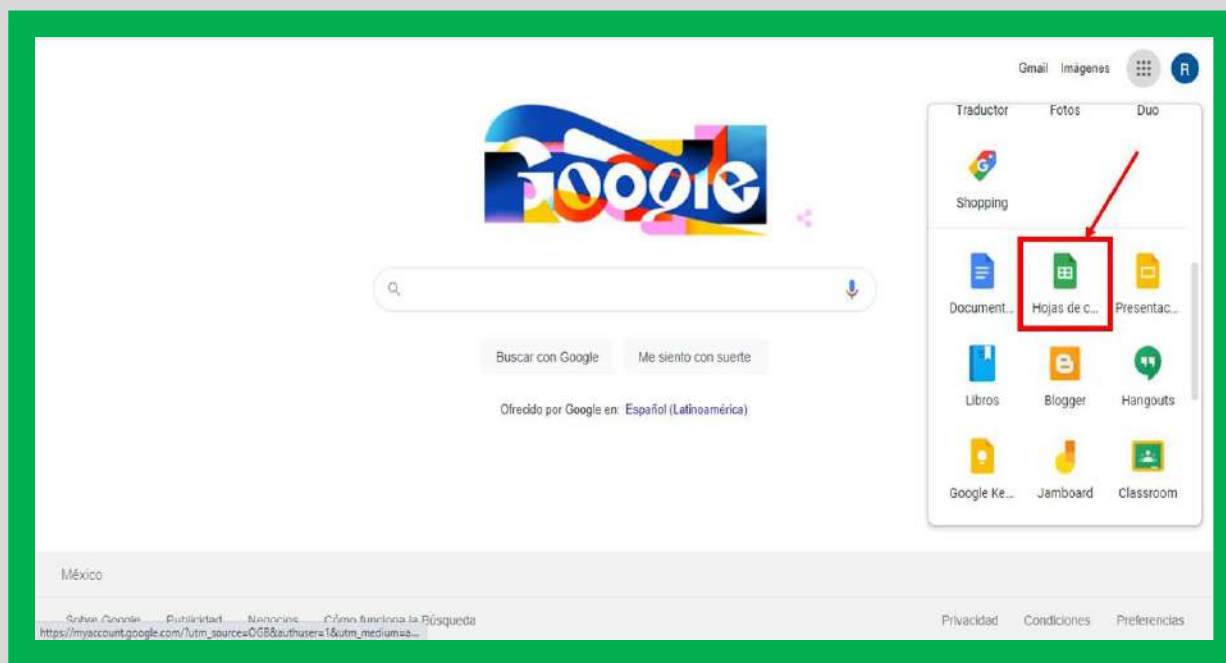 Gmail Imágenes R
Traductor Fotos Duo
Google
G
Shopping
Document... Hojas de c... Presentac...
Buscar con Google Me siento con suerte
Libros Blogger Hangouts
Ofrecido por Google en: Español (Latinoamérica)
Google Ke... Jamboard Classroom
México
Sobre Google Publicidad Negocios Cómo funciona la Búsqueda Privacidad Condiciones Preferencias
https://myaccount.google.com/?utm_source=OGB&authuser=1&utm_medium=a...